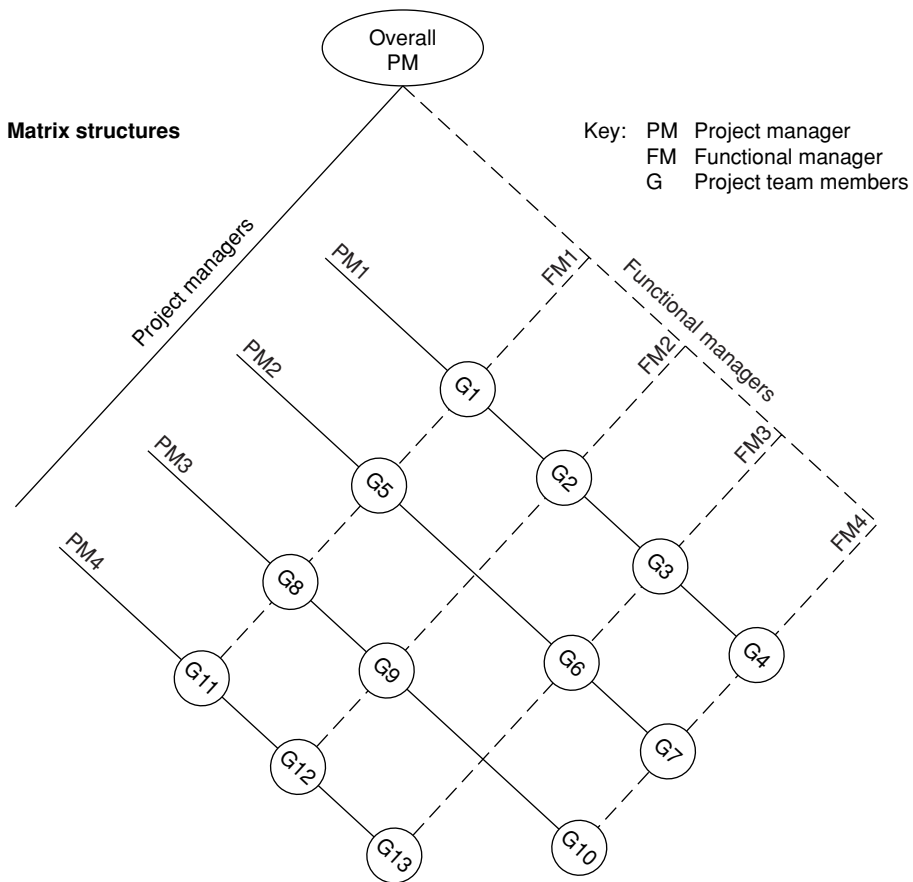 Overall
PM
Matrix structures
Key: PM Project manager
FM Functional manager
G Project team members
Project managers
Functional managers
PM1
FM1
PM2
FM2
G1
PM3
FM3
G5
G2
PM4
FM4
G8
G3
G11
G9
G6
G4
G12
G7
G13
G10